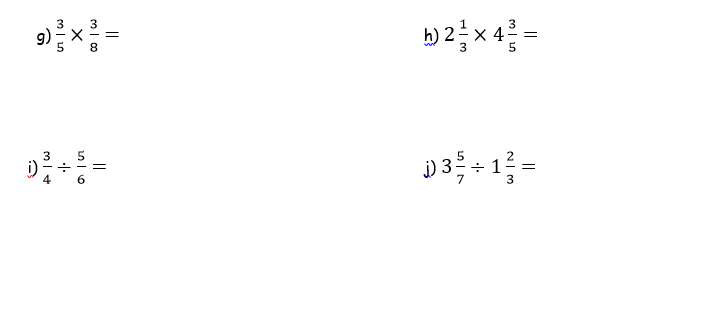 g) 3/5 × 3/8 =
h) 2 1/3 × 4 3/5 =
i) 3/4 ÷ 5/6 =
j) 3 5/7 ÷ 1 2/3 =